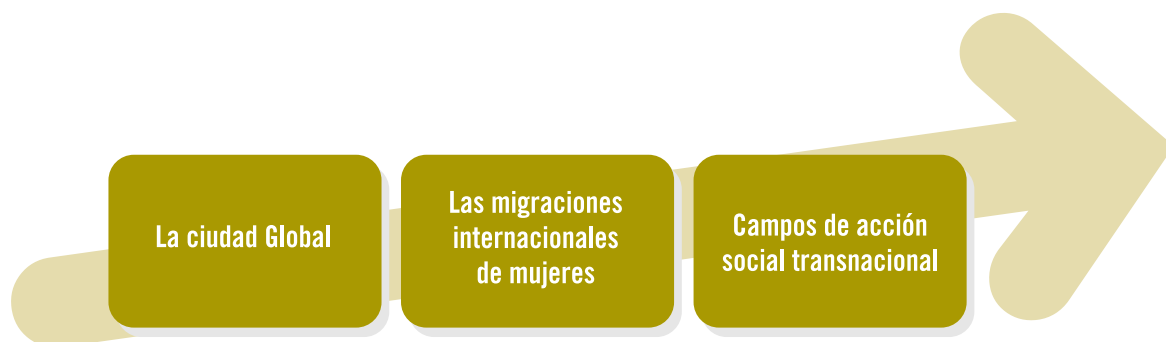 La ciudad Global
Las migraciones
internacionales
de mujeres
Campos de acción
social transnacional